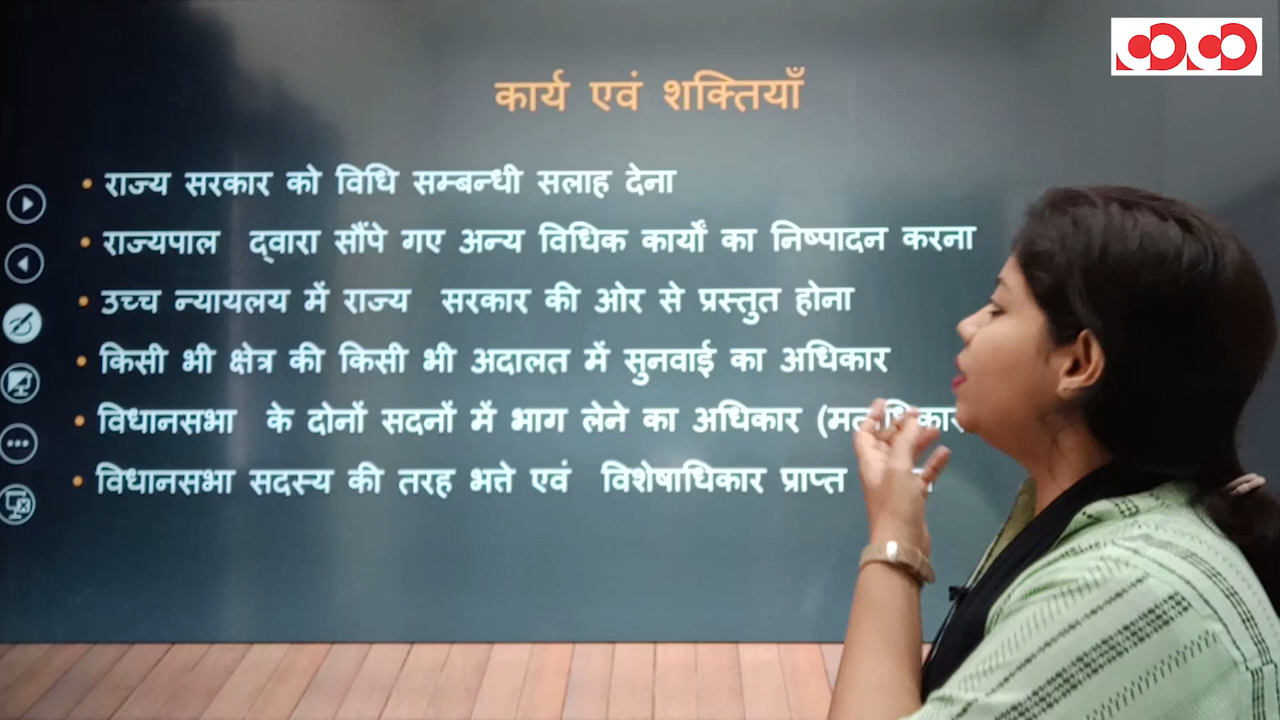 कार्य एवं शक्तियाँ
• राज्य सरकार को विधि सम्बन्धी सलाह देना
• राज्यपाल द्वारा सौंपे गए अन्य विधिक कार्यों का निष्पादन करना
• उच्च न्यायलय में राज्य सरकार की ओर से प्रस्तुत होना
• किसी भी क्षेत्र की किसी भी अदालत में सुनवाई का अधिकार
• विधानसभा के दोनों सदनों में भाग लेने का अधिकार
• विधानसभा सदस्य की तरह भत्ते एवं विशेषाधिकार प्राप्त